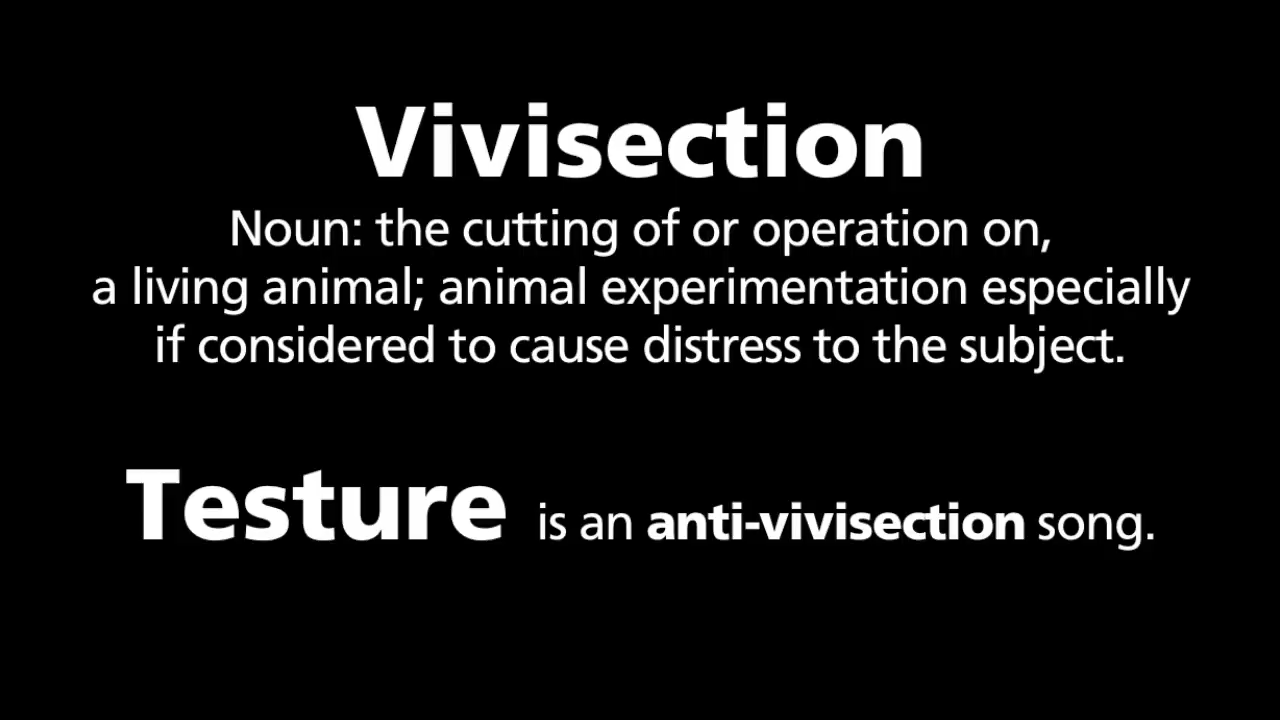 Vivisection
Noun: the cutting of or operation on,
a living animal; animal experimentation especially
if considered to cause distress to the subject.
Testure is an anti-vivisection song.